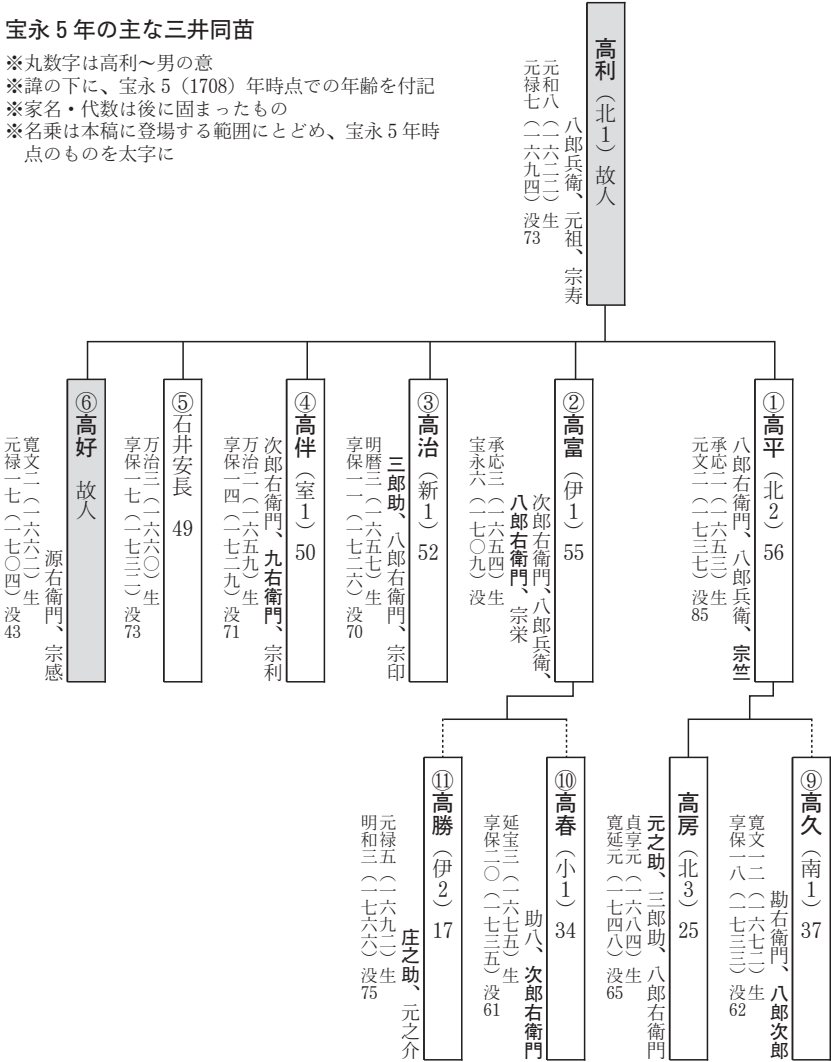 宝永5年の主な三井同苗
※丸数字は高利〜男の意
※諱の下に、宝永5（1708）年時点での年齢を付記
※家名・代数は後に固まったもの
※名乗は本稿に登場する範囲にとどめ、宝永5年時
点のものを太字に
高利（北1）故人
八郎兵衛、元祖、宗寿
元和八（一六二二）生
元禄七（一六九四）没73
①高平（北2）56
八郎右衛門、八郎兵衛、宗竺
承応二（一六五三）生
元文二（一七三七）没85
②高富（伊1）55
次郎右衛門、八郎兵衛、
八郎右衛門、宗栄
承応三（一六五四）生
宝永六（一七〇九）没
③高治（新1）52
三郎助、八郎右衛門、宗印
明暦三（一六五七）生
享保一一（一七二六）没70
④高伴（室1）50
次郎右衛門、九右衛門、宗利
万治二（一六五九）生
享保一四（一七二九）没71
⑤石井安長 49
万治三（一六六〇）生
享保一七（一七三二）没73
⑥高好 故人
源右衛門、宗感
寛文二（一六六二）生
元禄一七（一七〇四）没43
⑨高久（南1）37
勘右衛門、八郎次郎
寛文一二（一六七二）生
享保一八（一七三三）没62
高房（北3）25
元之助、三郎助、八郎右衛門
貞享元（一六八四）生
寛延元（一七四八）没65
⑩高春（小1）34
助八、次郎右衛門
延宝三（一六七五）生
享保二〇（一七三五）没61
⑪高勝（伊2）17
庄之助、元之介
元禄五（一六九二）生
明和三（一七六六）没75